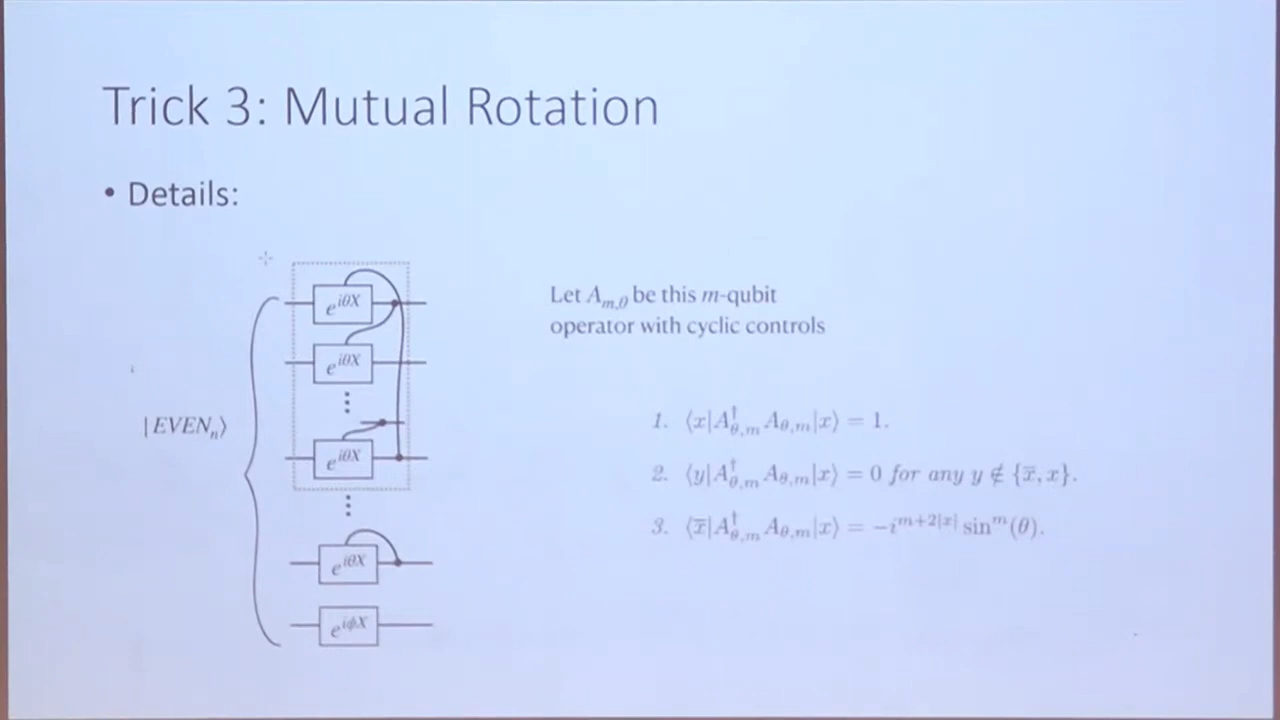 Trick 3: Mutual Rotation
• Details:
e^{iθX}
e^{iθX}
|EVEN_n⟩
e^{iθX}
e^{iθX}
e^{iϕX}
Let A_{m,θ} be this m-qubit
operator with cyclic controls
1. ⟨x|A†_{θ,m} A_{θ,m}|x⟩ = 1.
2. ⟨y|A†_{θ,m} A_{θ,m}|x⟩ = 0 for any y ∉ {x̅, x}.
3. ⟨x̅|A†_{θ,m} A_{θ,m}|x⟩ = −i^{m+2|x|} sin^m(θ).